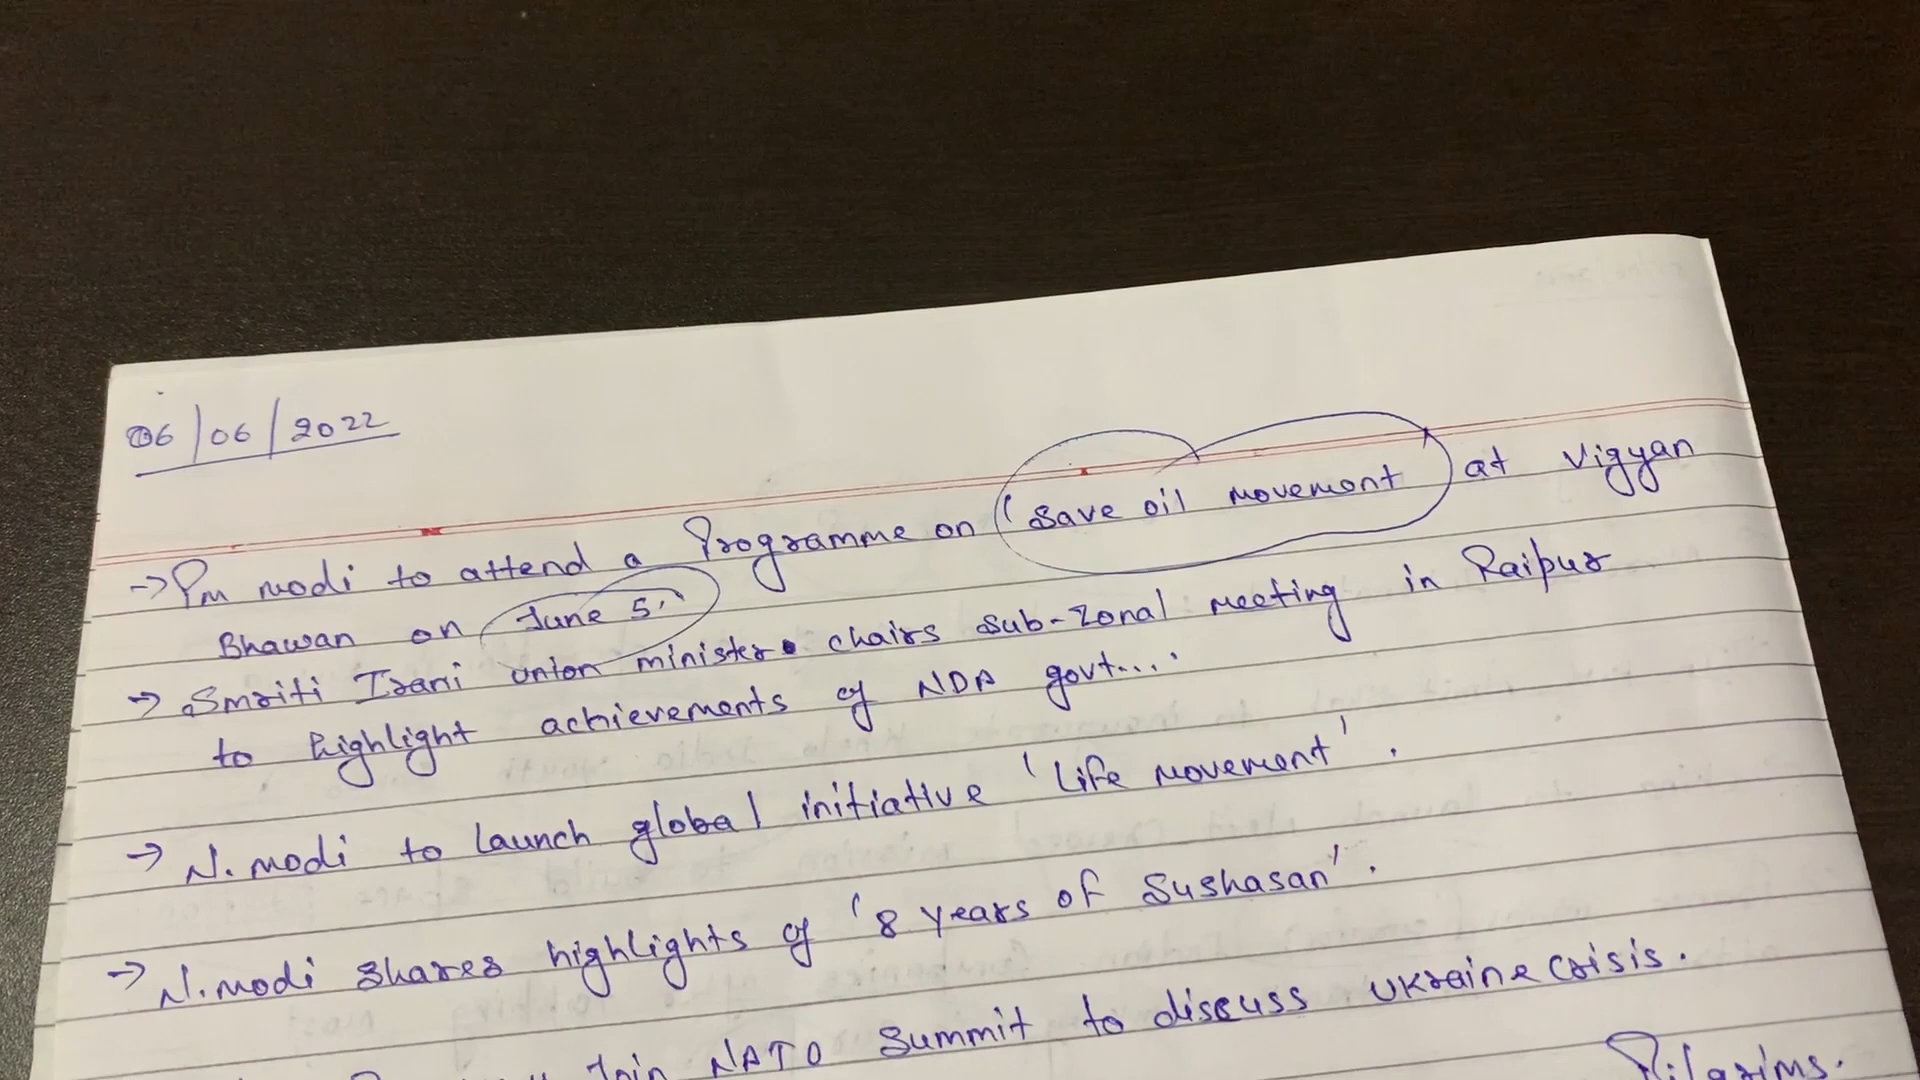 06/06/2022
→ Pm modi to attend a Programme on 'Save oil movement at Vigyan
Bhawan on June 5.
→ Smriti Irani union minister chairs sub-zonal meeting in Raipur
to highlight achievements of NDA govt....
→ N. modi to launch global initiative 'Life movement'.
→ N. modi shares highlights of '8 years of Sushasan'.
Join NATO Summit to discuss Ukraine crisis.
Pilgrims.